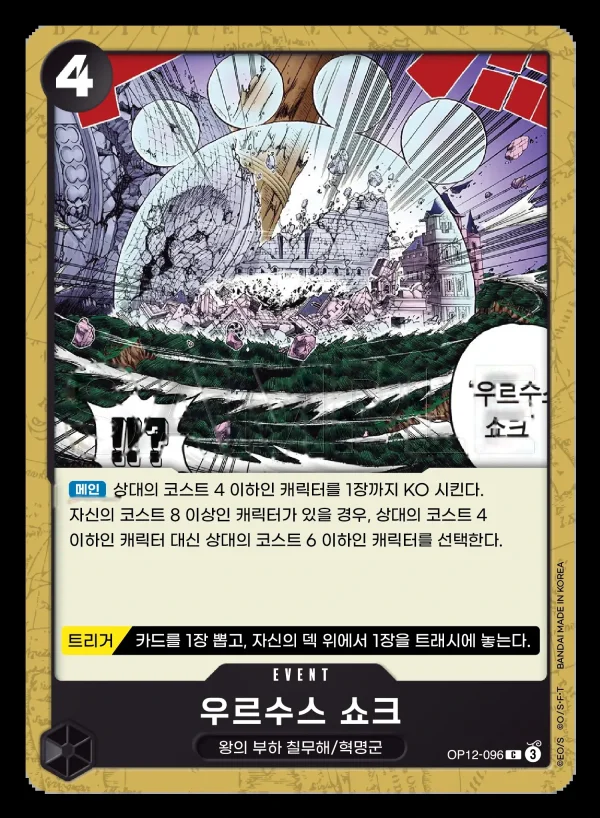 4
'우르수스
쇼크'
!!?
메인 상대의 코스트 4 이하인 캐릭터를 1장까지 KO 시킨다.
자신의 코스트 8 이상인 캐릭터가 있을 경우, 상대의 코스트 4
이하인 캐릭터 대신 상대의 코스트 6 이하인 캐릭터를 선택한다.
트리거 카드를 1장 뽑고, 자신의 덱 위에서 1장을 트래시에 놓는다.
EVENT
우르수스 쇼크
왕의 부하 칠무해/혁명군
OP12-096 C 3
©EO/S ©O/S·F·T BANDAI MADE IN KOREA